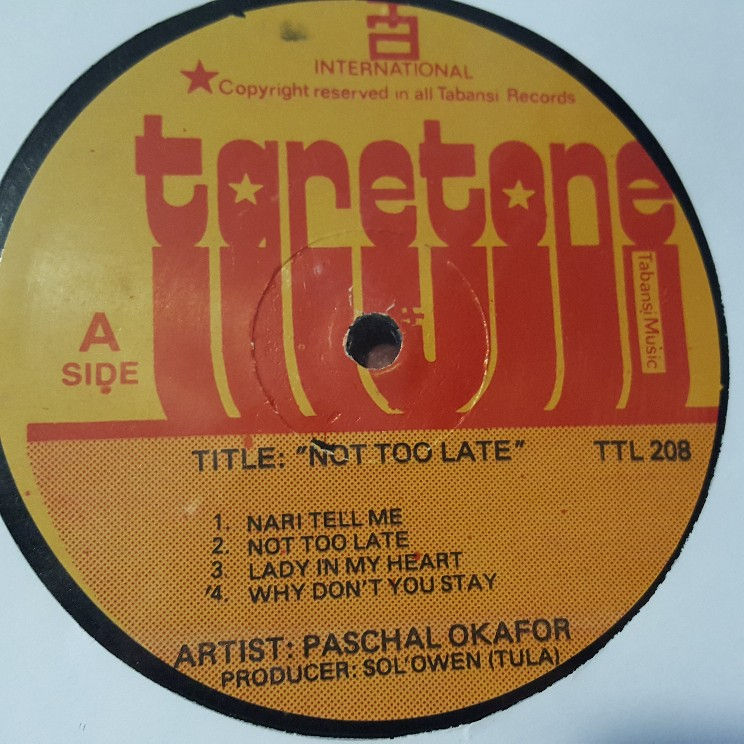 INTERNATIONAL
Copyright reserved in all Tabansi Records
taretone
Tabansi Music
A
SIDE
TITLE: "NOT TOO LATE" TTL 208
1. NARI TELL ME
2. NOT TOO LATE
3. LADY IN MY HEART
4. WHY DON'T YOU STAY
ARTIST: PASCHAL OKAFOR
PRODUCER: SOL OWEN (TULA)